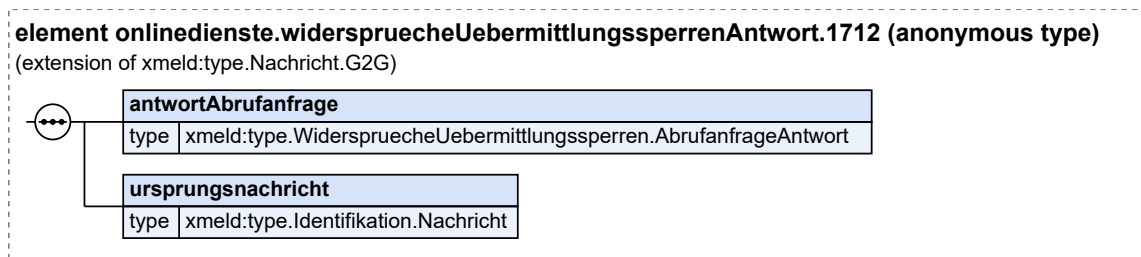 element onlinedienste.widerspruecheUebermittlungssperrenAntwort.1712 (anonymous type)
(extension of xmeld:type.Nachricht.G2G)
antwortAbrufanfrage
type xmeld:type.WiderspruecheUebermittlungssperren.AbrufanfrageAntwort
ursprungsnachricht
type xmeld:type.Identifikation.Nachricht